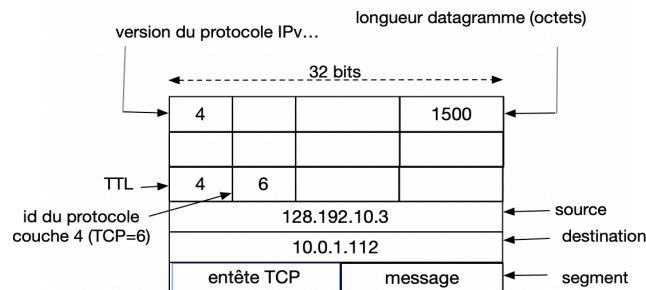 longueur datagramme (octets)
version du protocole IPv…
32 bits
4 1500
TTL 4 6
id du protocole
couche 4 (TCP=6)
128.192.10.3 source
10.0.1.112 destination
entête TCP message segment